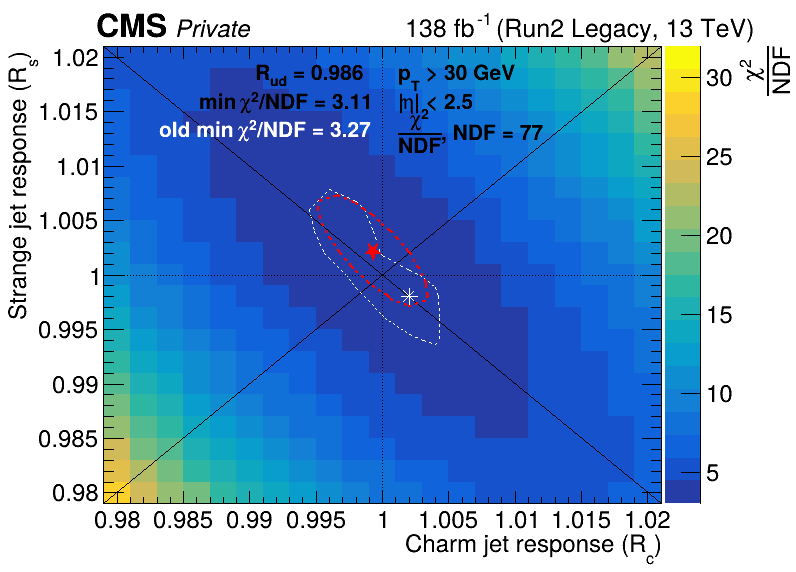 CMS Private 138 fb⁻¹ (Run2 Legacy, 13 TeV)
Strange jet response (R_s)
1.02
1.015
1.01
1.005
1
0.995
0.99
0.985
0.98
R_ud = 0.986
min χ²/NDF = 3.11
old min χ²/NDF = 3.27
p_T > 30 GeV
|η| < 2.5
χ²/NDF, NDF = 77
0.98 0.985 0.99 0.995 1 1.005 1.01 1.015 1.02
Charm jet response (R_c)
χ²/NDF
30
25
20
15
10
5